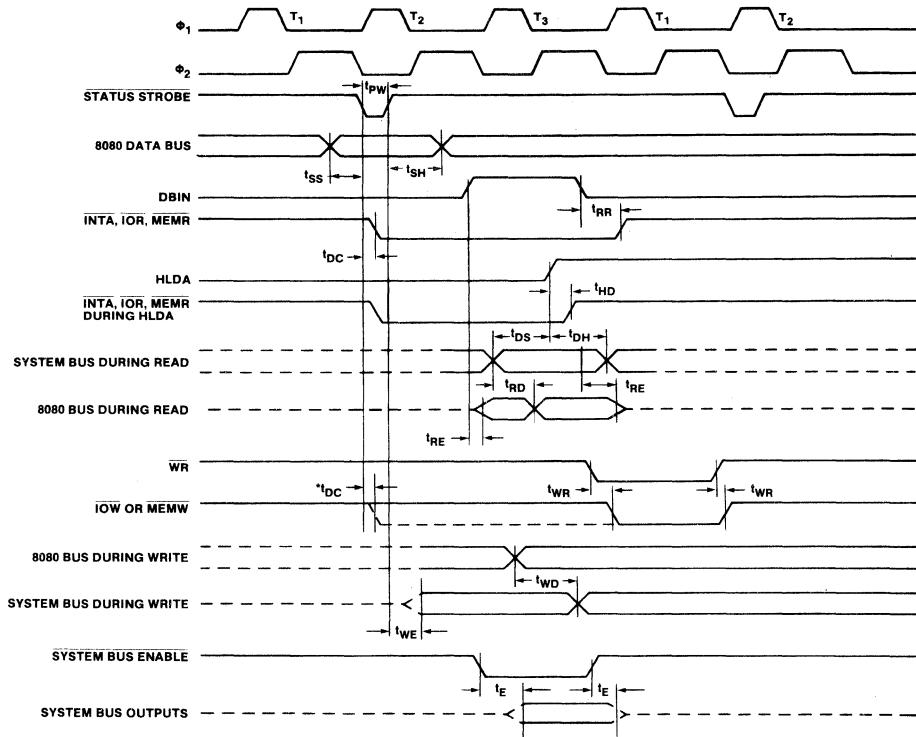 Φ1 T1 T2 T3 T1 T2
Φ2
tPW
STATUS STROBE
8080 DATA BUS
tSS tSH
DBIN
tRR
INTA, IOR, MEMR
tDC
HLDA
tHD
INTA, IOR, MEMR
DURING HLDA
tDS tDH
SYSTEM BUS DURING READ
tRD tRE
8080 BUS DURING READ
tRE
WR
*tDC tWR tWR
IOW OR MEMW
8080 BUS DURING WRITE
tWD
SYSTEM BUS DURING WRITE
tWE
SYSTEM BUS ENABLE
tE tE
SYSTEM BUS OUTPUTS